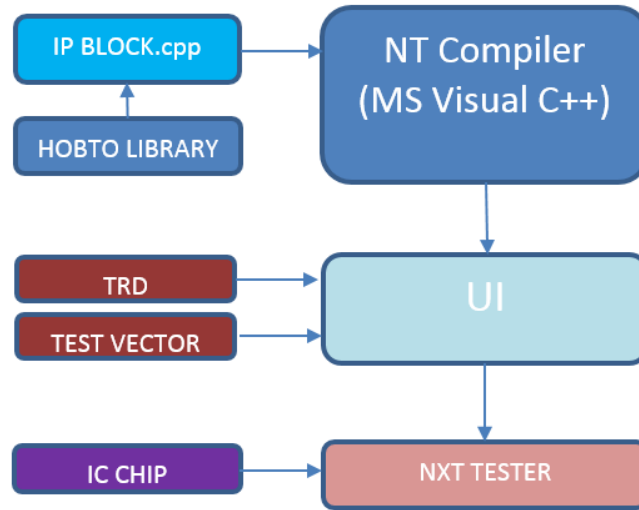 IP BLOCK.cpp
NT Compiler
(MS Visual C++)
HOBTO LIBRARY
TRD
UI
TEST VECTOR
IC CHIP
NXT TESTER